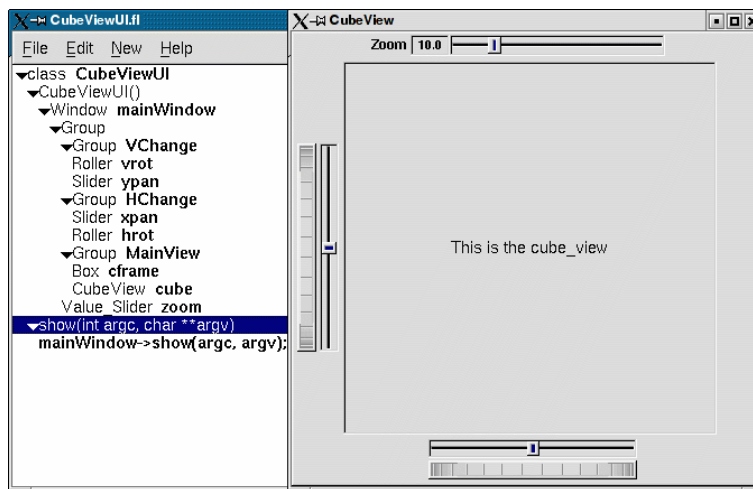 CubeViewUI.fl
File Edit New Help
class CubeViewUI
CubeViewUI()
Window mainWindow
Group
Group VChange
Roller vrot
Slider ypan
Group HChange
Slider xpan
Roller hrot
Group MainView
Box cframe
CubeView cube
Value_Slider zoom
show(int argc, char **argv)
mainWindow->show(argc, argv);
CubeView
Zoom 10.0
This is the cube_view